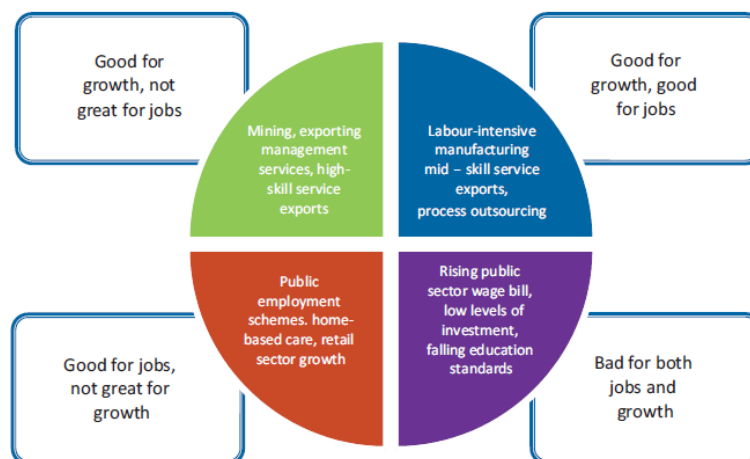 Good for
growth, not
great for jobs
Good for
growth, good
for jobs
Mining, exporting
management
services, high-
skill service
exports
Labour-intensive
manufacturing
mid – skill service
exports,
process outsourcing
Public
employment
schemes. home-
based care, retail
sector growth
Rising public
sector wage bill,
low levels of
investment,
falling education
standards
Good for jobs,
not great for
growth
Bad for both
jobs and
growth